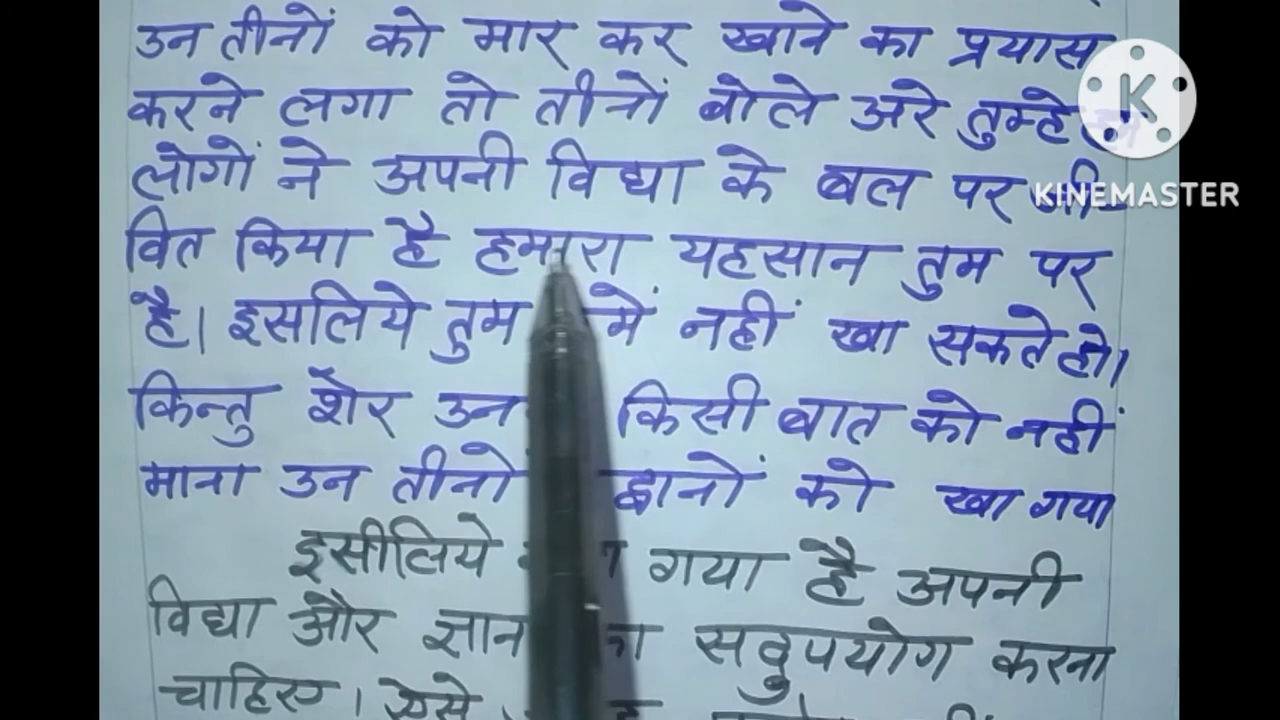 उन तीनों को मार कर खाने का प्रयास
करने लगा तो तीनों बोले अरे तुम्हे
लोगों ने अपनी विद्या के बल पर जी-
वित किया है हमारा यहसान तुम पर
है। इसलिये तुम नहीं खा सकते हो।
किन्तु शेर उन किसी बात को नहीं
माना उन तीनों को खा गया
इसीलिये गया है अपनी
विद्या और ज्ञान का सदुपयोग करना
चाहिए। ऐसे
K
KINEMASTER